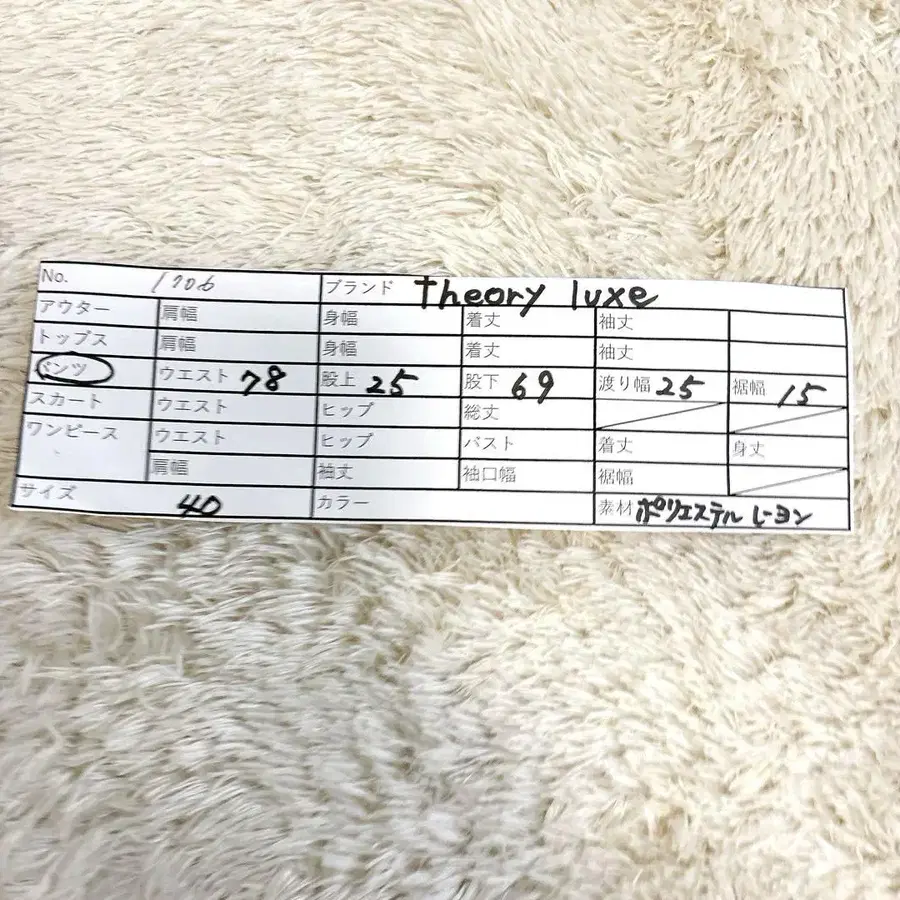 No. 1706 ブランド theory luxe
アウター 肩幅 身幅 着丈 袖丈
トップス 肩幅 身幅 着丈 袖丈
パンツ ウエスト 78 股上 25 股下 69 渡り幅 25 裾幅 15
スカート ウエスト ヒップ 総丈
ワンピース ウエスト ヒップ バスト 着丈 身丈
肩幅 袖丈 袖口幅 裾幅
サイズ 40 カラー 素材 ポリエステル レーヨン